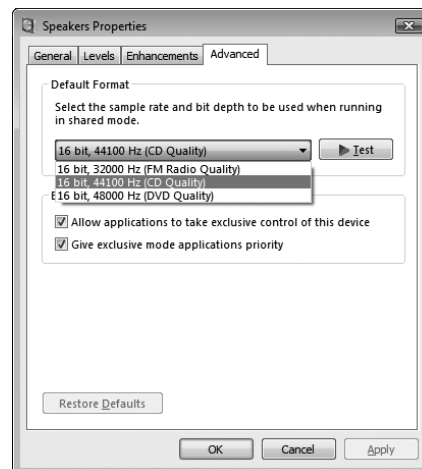 Speakers Properties
General Levels Enhancements Advanced
Default Format
Select the sample rate and bit depth to be used when running
in shared mode.
16 bit, 44100 Hz (CD Quality) Test
16 bit, 32000 Hz (FM Radio Quality)
16 bit, 44100 Hz (CD Quality)
16 bit, 48000 Hz (DVD Quality)
Allow applications to take exclusive control of this device
Give exclusive mode applications priority
Restore Defaults
OK Cancel Apply